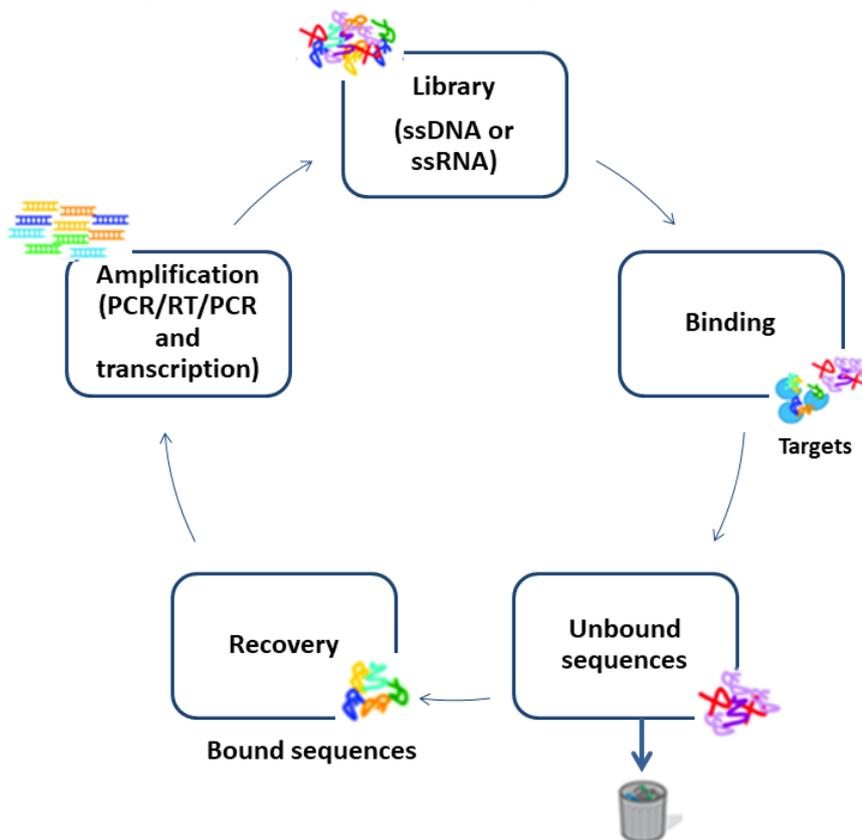 Library
(ssDNA or
ssRNA)
Binding
Targets
Unbound
sequences
Recovery
Bound sequences
Amplification
(PCR/RT/PCR
and
transcription)